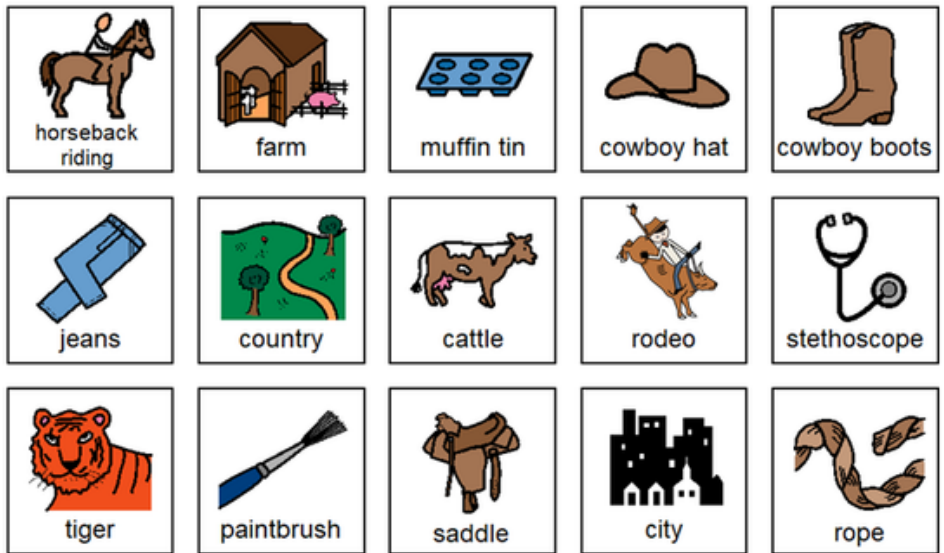 horseback
riding
farm
muffin tin
cowboy hat
cowboy boots
jeans
country
cattle
rodeo
stethoscope
tiger
paintbrush
saddle
city
rope